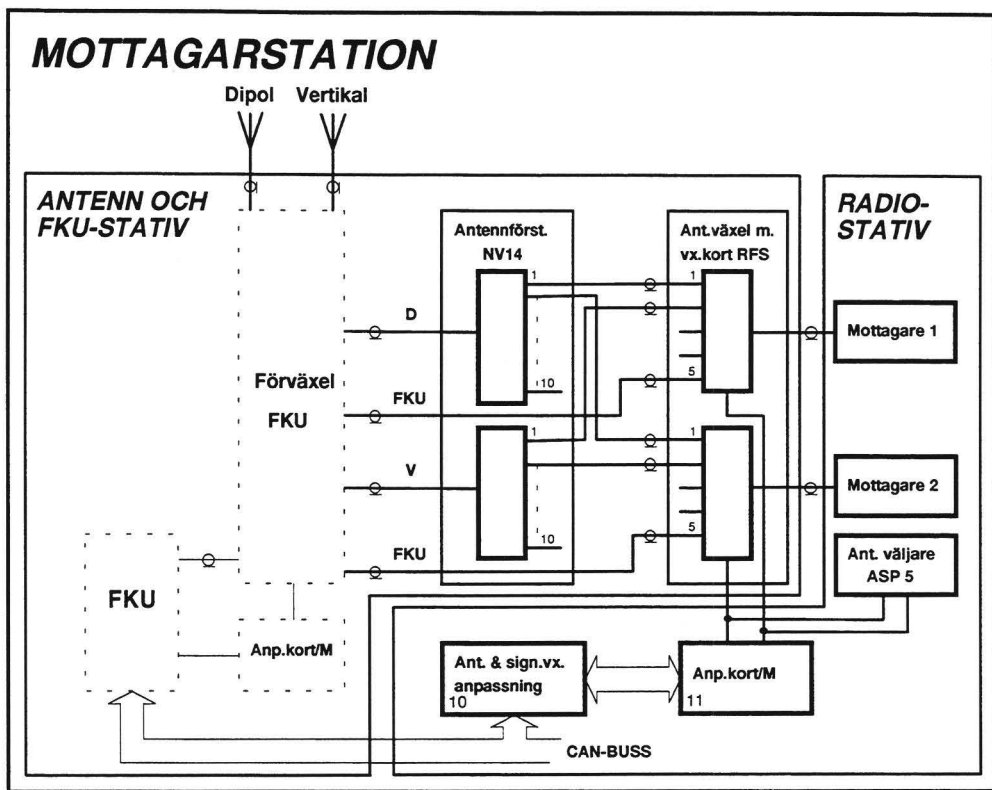 MOTTAGARSTATION
Dipol Vertikal
ANTENN OCH
FKU-STATIV
RADIO-
STATIV
Antennförst.
NV14
Ant.växel m.
vx.kort RFS
1
1
D
Mottagare 1
Förväxel
FKU
10
5
FKU
1
1
V
Mottagare 2
10
5
FKU
Ant. väljare
ASP 5
FKU
Anp.kort/M
Ant. & sign.vx.
anpassning
10
Anp.kort/M
11
CAN-BUSS